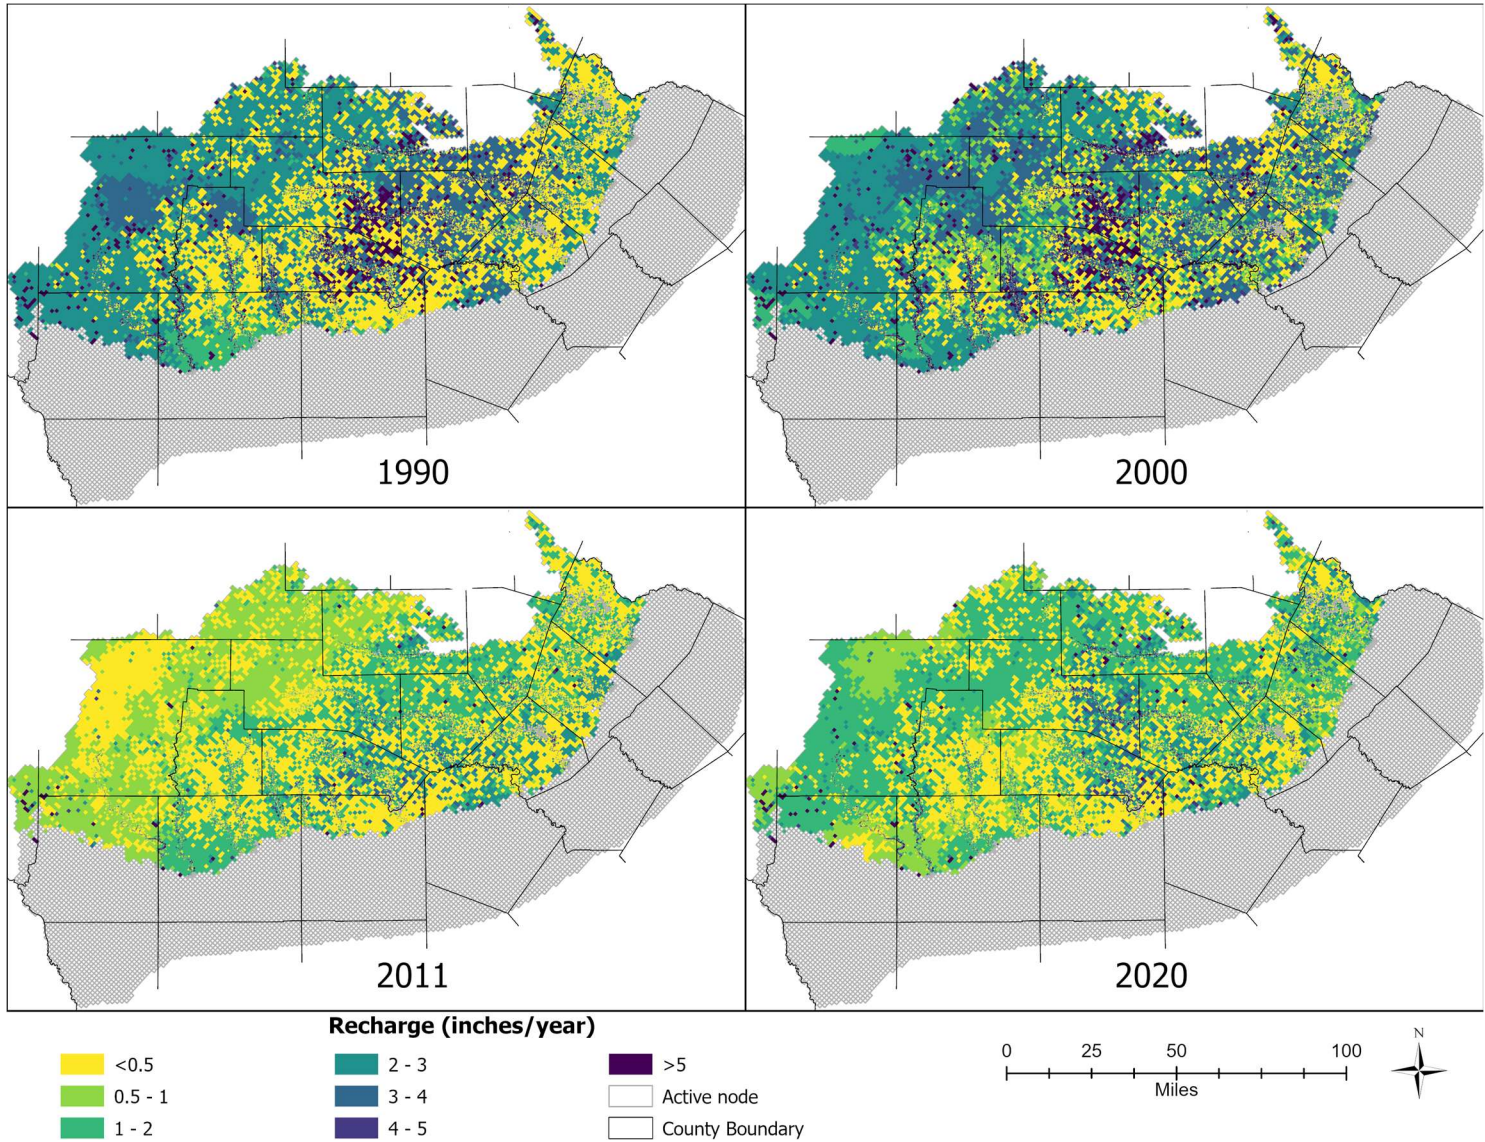 1990
2000
2011
2020
Recharge (inches/year)
<0.5
0.5 - 1
1 - 2
2 - 3
3 - 4
4 - 5
>5
Active node
County Boundary
0 25 50 100
Miles
N